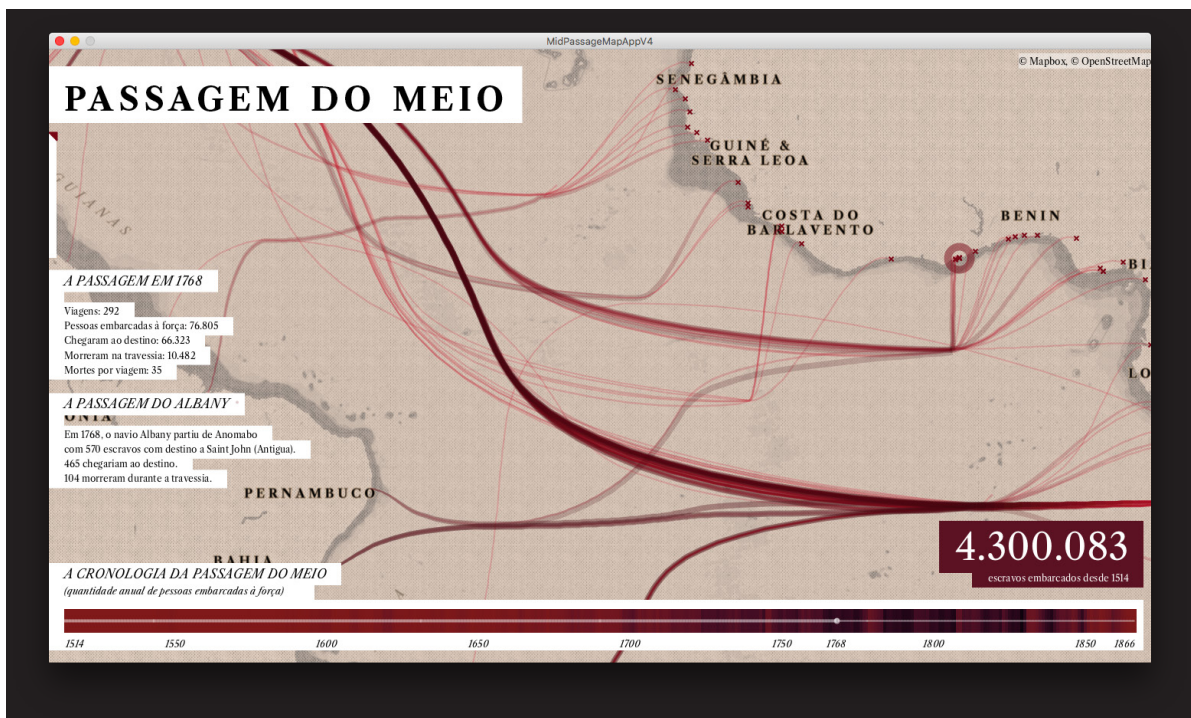 MidPassageMapAppV4
© Mapbox, © OpenStreetMap
PASSAGEM DO MEIO
SENEGÂMBIA
GUINÉ &
SERRA LEOA
GUIANAS
COSTA DO
BARLAVENTO
BENIN
BI
A PASSAGEM EM 1768
Viagens: 292
Pessoas embarcadas à força: 76.805
Chegaram ao destino: 66.323
Morreram na travessia: 10.482
Mortes por viagem: 35
LO
A PASSAGEM DO ALBANY
ONIA
Em 1768, o navio Albany partiu de Anomabo
com 570 escravos com destino a Saint John (Antigua).
465 chegariam ao destino.
104 morreram durante a travessia.
PERNAMBUCO
BAHIA
4.300.083
escravos embarcados desde 1514
A CRONOLOGIA DA PASSAGEM DO MEIO
(quantidade anual de pessoas embarcadas à força)
1514 1550 1600 1650 1700 1750 1768 1800 1850 1866